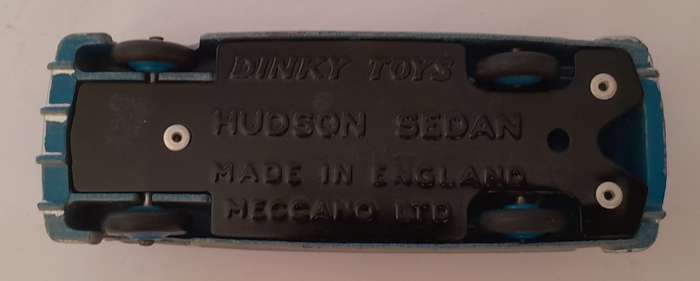 DINKY TOYS
HUDSON SEDAN
MADE IN ENGLAND
MECCANO LTD